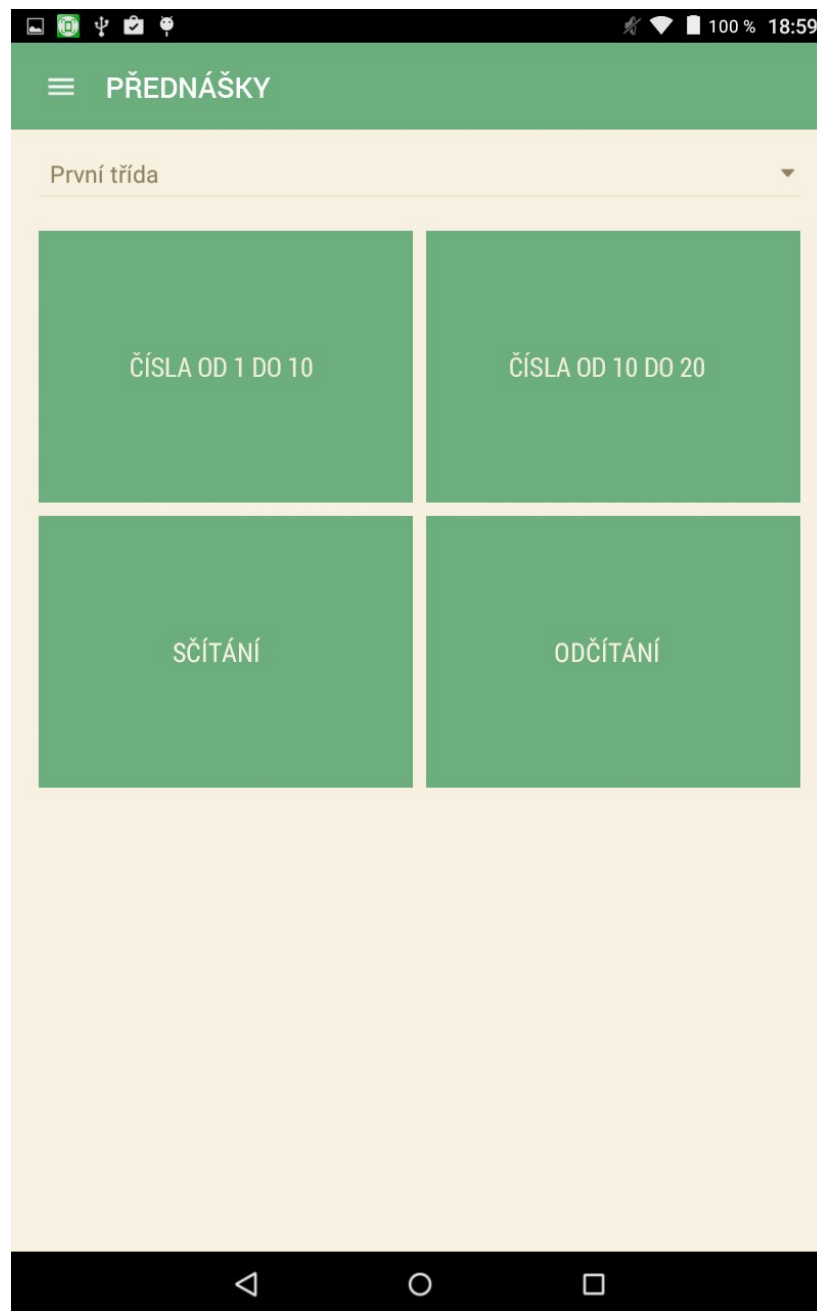 100 % 18:59
PŘEDNÁŠKY
První třída
ČÍSLA OD 1 DO 10
ČÍSLA OD 10 DO 20
SČÍTÁNÍ
ODČÍTÁNÍ